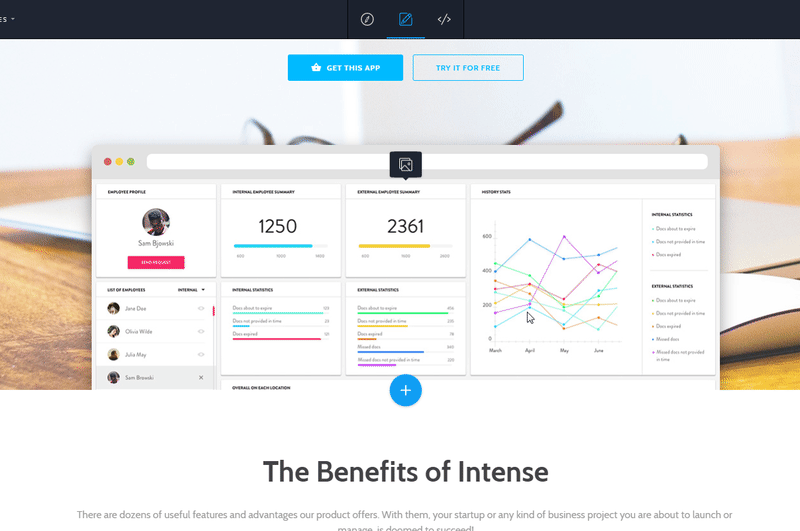 ES
GET THIS APP
TRY IT FOR FREE
EMPLOYEE PROFILE
Sam Bjowski
SEND REQUEST
INTERNAL EMPLOYEE SUMMARY
1250
600 1000 1400
EXTERNAL EMPLOYEE SUMMARY
2361
600 1000 2600
HISTORY STATS
600
400
200
0
March April May June
INTERNAL STATISTICS
Docs about to expire
Docs not provided in time
Docs expired
EXTERNAL STATISTICS
Docs about to expire
Docs not provided in time
Docs expired
Missed docs
Missed docs not provided in time
LIST OF EMPLOYEES INTERNAL
Jane Doe
Olivia Wilde
Julia May
Sam Browski
INTERNAL STATISTICS
Docs about to expire
Docs not provided in time
Docs expired
EXTERNAL STATISTICS
Docs about to expire
Docs not provided in time
Docs expired
Missed docs
Missed docs not provided in time
OVERALL ON EACH LOCATION
The Benefits of Intense
There are dozens of useful features and advantages our product offers. With them, your startup or any kind of business project you are about to launch or
manage, is doomed to succeed!